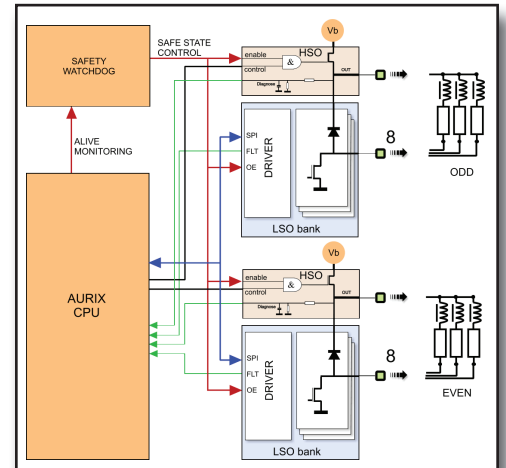 Vb
SAFETY
WATCHDOG
SAFE STATE
CONTROL
enable
HSO
&
control
OUT
Diagnose
8
SPI
FLT
OE
DRIVER
LSO bank
ODD
ALIVE
MONITORING
AURIX
CPU
Vb
enable
HSO
&
control
OUT
Diagnose
8
SPI
FLT
OE
DRIVER
LSO bank
EVEN